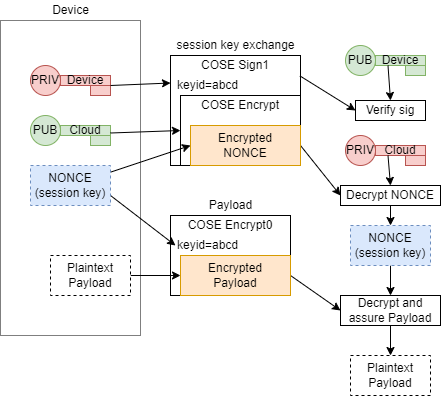 Device
session key exchange
COSE Sign1
keyid=abcd
COSE Encrypt
Encrypted
NONCE
PRIV Device
PUB Cloud
NONCE
(session key)
Plaintext
Payload
Payload
COSE Encrypt0
keyid=abcd
Encrypted
Payload
PUB Device
Verify sig
PRIV Cloud
Decrypt NONCE
NONCE
(session key)
Decrypt and
assure Payload
Plaintext
Payload